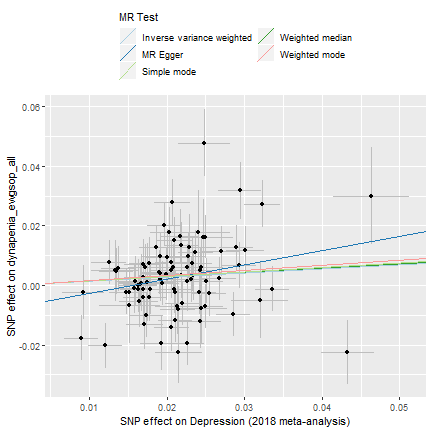 MR Test
Inverse variance weighted
Weighted median
MR Egger
Weighted mode
Simple mode
0.06
0.04
0.02
0.00
-0.02
SNP effect on dynapenia_ewgsop_all
0.01
0.02
0.03
0.04
0.05
SNP effect on Depression (2018 meta-analysis)